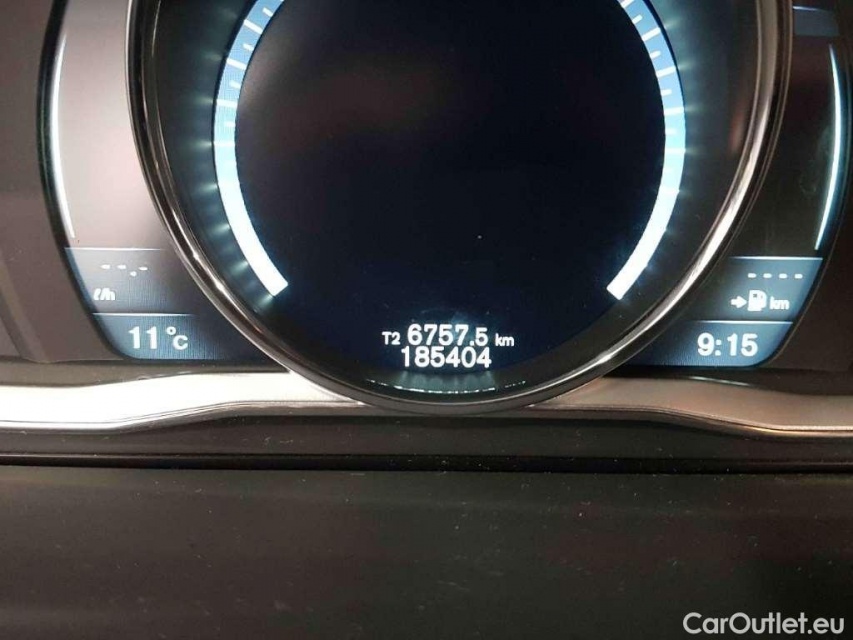 --.-
ℓ/h
11°C
T2 6757.5 km
185404
----
km
9:15
CarOutlet.eu